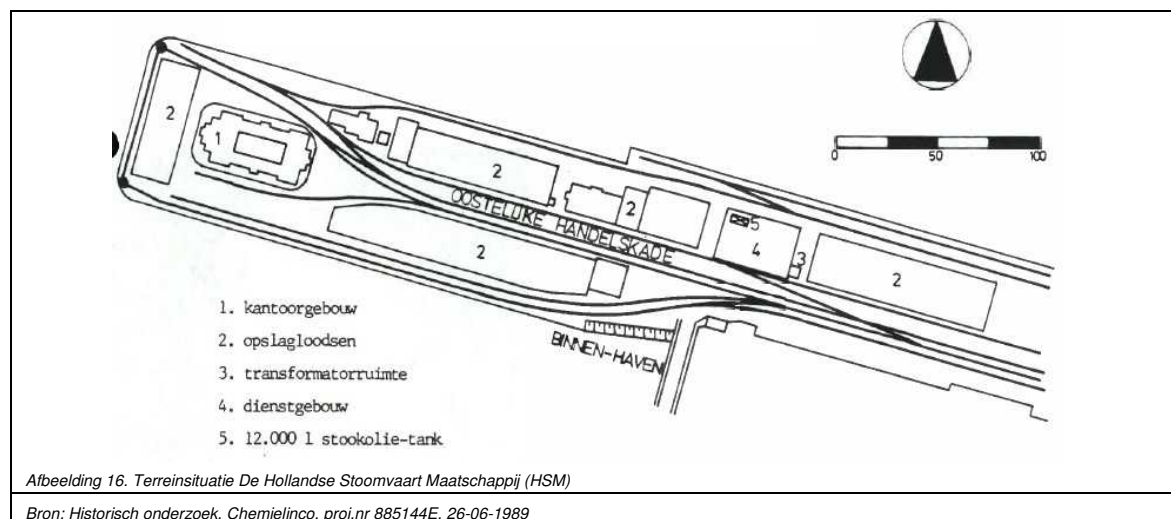 2
1
2
2
5
4
3
2
2
OOSTELIJKE HANDELSKADE
BINNEN-HAVEN
0 50 100
1. kantoorgebouw
2. opslagloodsen
3. transformatorruimte
4. dienstgebouw
5. 12.000 l stookolie-tank
Afbeelding 16. Terreinsituatie De Hollandse Stoomvaart Maatschappij (HSM)
Bron: Historisch onderzoek, Chemielinco, proj.nr 885144E, 26-06-1989